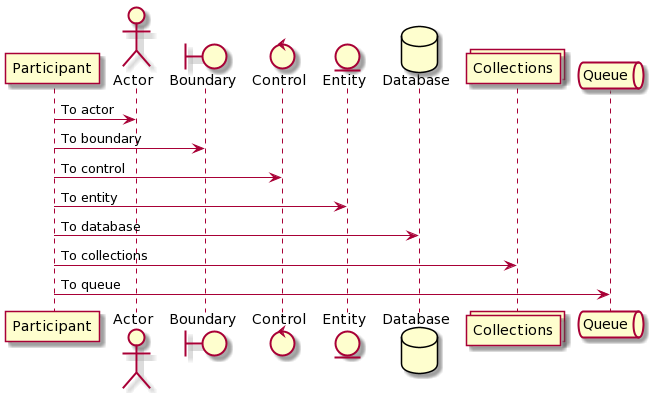 Participant
Actor
Boundary
Control
Entity
Database
Collections
Queue
To actor
To boundary
To control
To entity
To database
To collections
To queue
Participant
Actor
Boundary
Control
Entity
Database
Collections
Queue